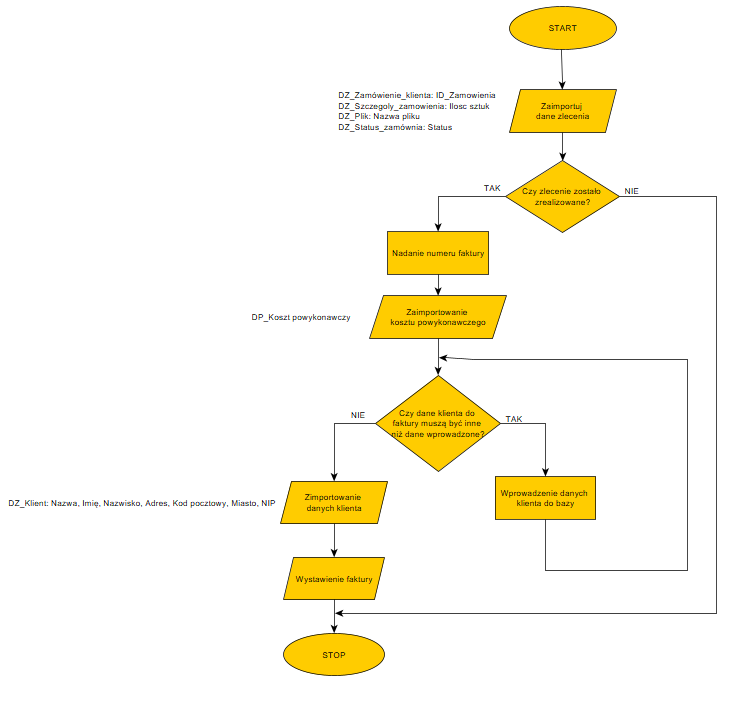 START
DZ_Zamówienie_klienta: ID_Zamowienia
DZ_Szczegoly_zamowienia: Ilosc sztuk
DZ_Plik: Nazwa pliku
DZ_Status_zamównia: Status
Zaimportuj
dane zlecenia
Czy zlecenie zostało
zrealizowane?
TAK
NIE
Nadanie numeru faktury
DP_Koszt powykonawczy
Zaimportowanie
kosztu powykonawczego
Czy dane klienta do
faktury muszą być inne
niż dane wprowadzone?
NIE
TAK
DZ_Klient: Nazwa, Imię, Nazwisko, Adres, Kod pocztowy, Miasto, NIP
Zimportowanie
danych klienta
Wprowadzenie danych
klienta do bazy
Wystawienie faktury
STOP